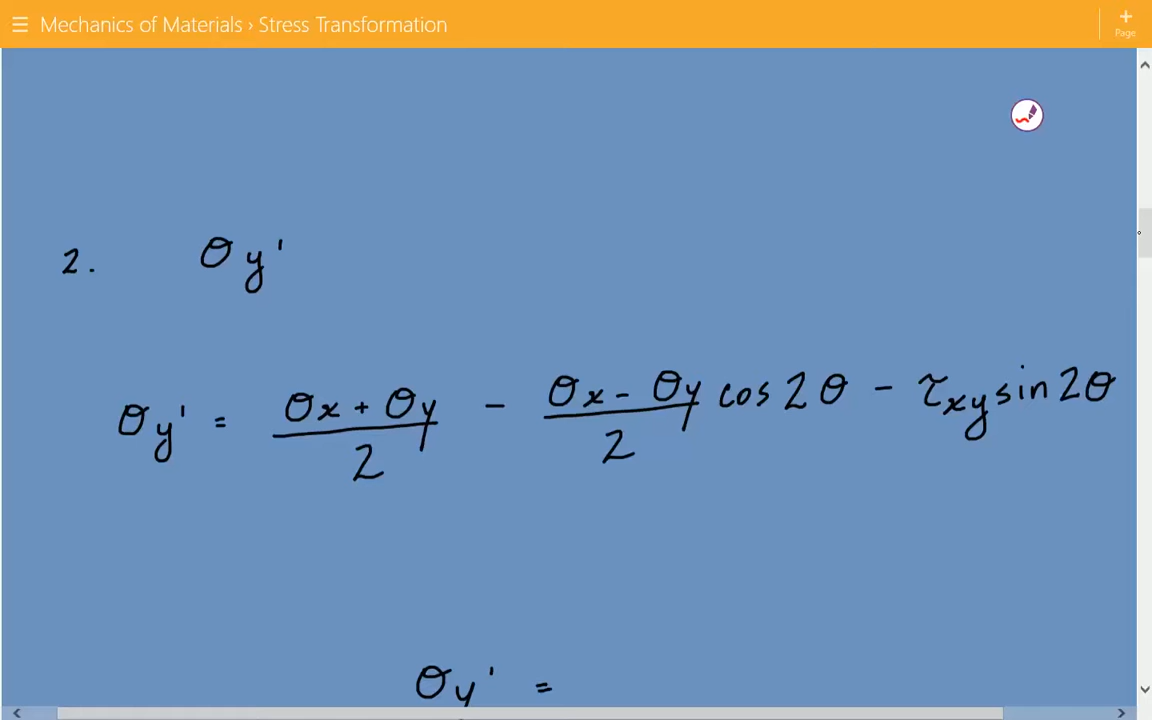 Mechanics of Materials › Stress Transformation
Page
2. σy'
σy' = (σx + σy)/2 - (σx - σy)/2 cos 2θ - τxy sin 2θ
σy' =